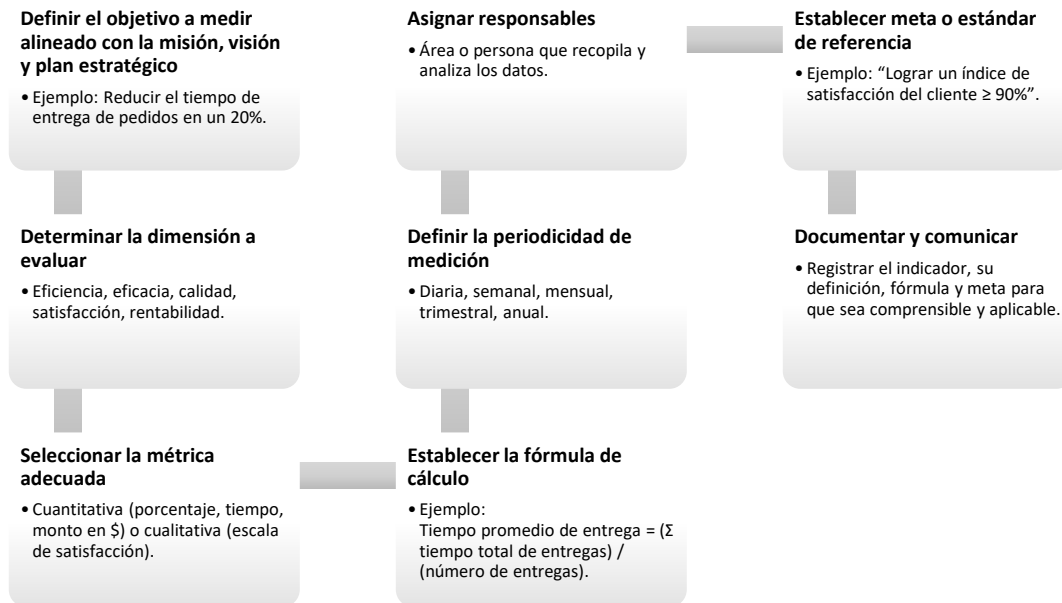 Definir el objetivo a medir
alineado con la misión, visión
y plan estratégico
• Ejemplo: Reducir el tiempo de
entrega de pedidos en un 20%.
Determinar la dimensión a
evaluar
• Eficiencia, eficacia, calidad,
satisfacción, rentabilidad.
Seleccionar la métrica
adecuada
• Cuantitativa (porcentaje, tiempo,
monto en $) o cualitativa (escala
de satisfacción).
Establecer la fórmula de
cálculo
• Ejemplo:
Tiempo promedio de entrega = (Σ
tiempo total de entregas) /
(número de entregas).
Definir la periodicidad de
medición
• Diaria, semanal, mensual,
trimestral, anual.
Asignar responsables
• Área o persona que recopila y
analiza los datos.
Establecer meta o estándar
de referencia
• Ejemplo: “Lograr un índice de
satisfacción del cliente ≥ 90%”.
Documentar y comunicar
• Registrar el indicador, su
definición, fórmula y meta para
que sea comprensible y aplicable.